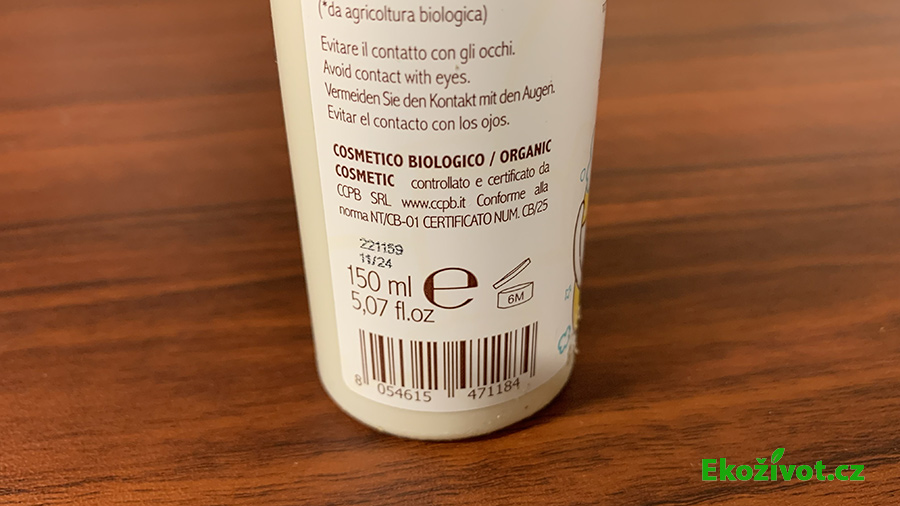 (*da agricoltura biologica)
Evitare il contatto con gli occhi.
Avoid contact with eyes.
Vermeiden Sie den Kontakt mit den Augen.
Evitar el contacto con los ojos.
COSMETICO BIOLOGICO / ORGANIC
COSMETIC controllato e certificato da
CCPB SRL www.ccpb.it Conforme alla
norma NT/CB-01 CERTIFICATO NUM. CB/25
221159
11/24
150 ml e
5,07 fl.oz
6M
8 054615 471184
Ekoživot.cz